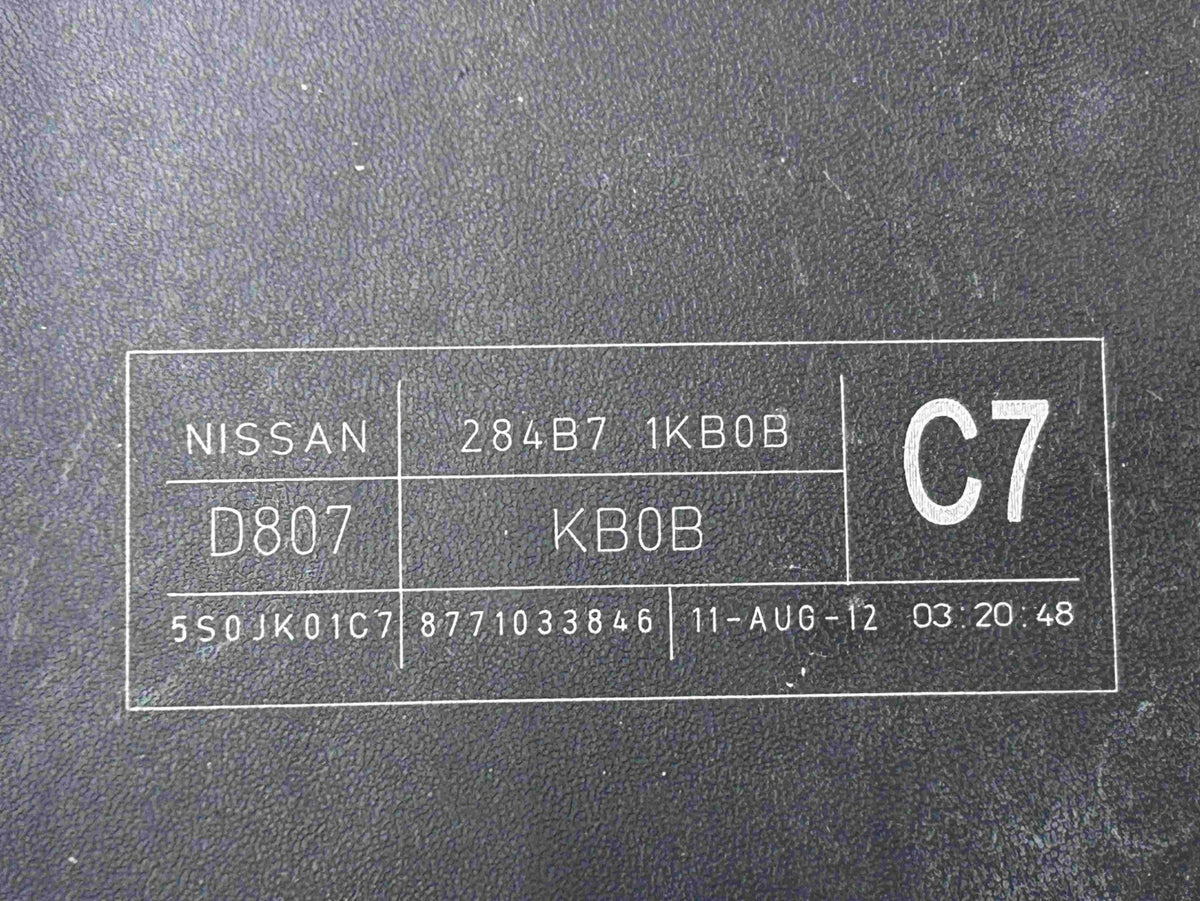 NISSAN 284B7 1KB0B C7
D807 KB0B
5S0JK01C7 8771033846 11-AUG-12 03:20:48